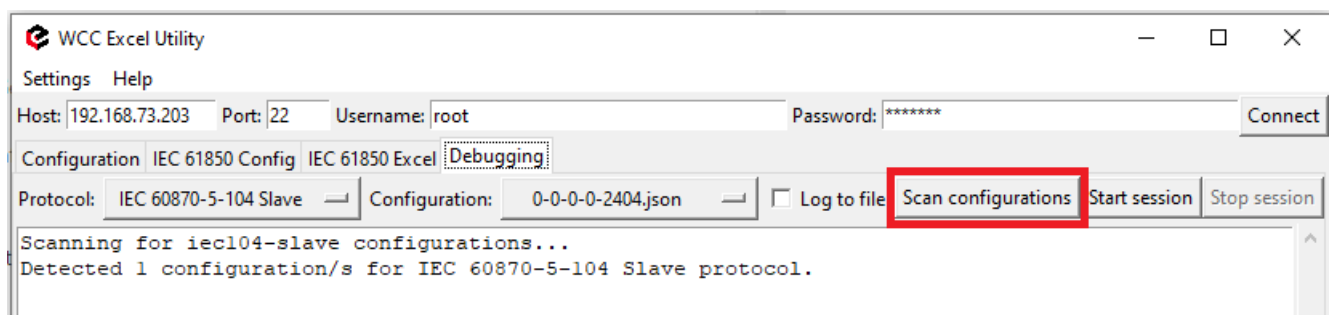 WCC Excel Utility
Settings Help
Host: 192.168.73.203 Port: 22 Username: root Password: ******* Connect
Configuration IEC 61850 Config IEC 61850 Excel Debugging
Protocol: IEC 60870-5-104 Slave Configuration: 0-0-0-0-2404.json Log to file Scan configurations Start session Stop session
Scanning for iec104-slave configurations...
Detected 1 configuration/s for IEC 60870-5-104 Slave protocol.